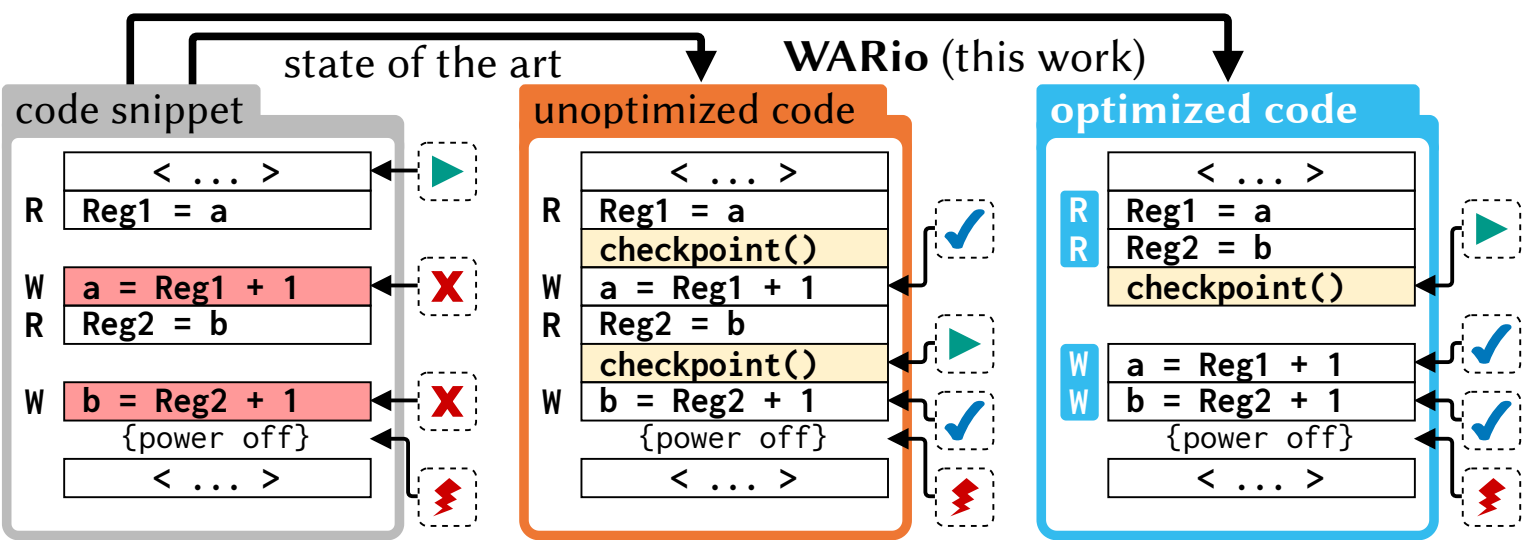 state of the art
WARio (this work)
code snippet
< ... >
R Reg1 = a
W a = Reg1 + 1
R Reg2 = b
W b = Reg2 + 1
{power off}
< ... >
unoptimized code
< ... >
R Reg1 = a
checkpoint()
W a = Reg1 + 1
R Reg2 = b
checkpoint()
W b = Reg2 + 1
{power off}
< ... >
optimized code
< ... >
R Reg1 = a
R Reg2 = b
checkpoint()
W a = Reg1 + 1
W b = Reg2 + 1
{power off}
< ... >